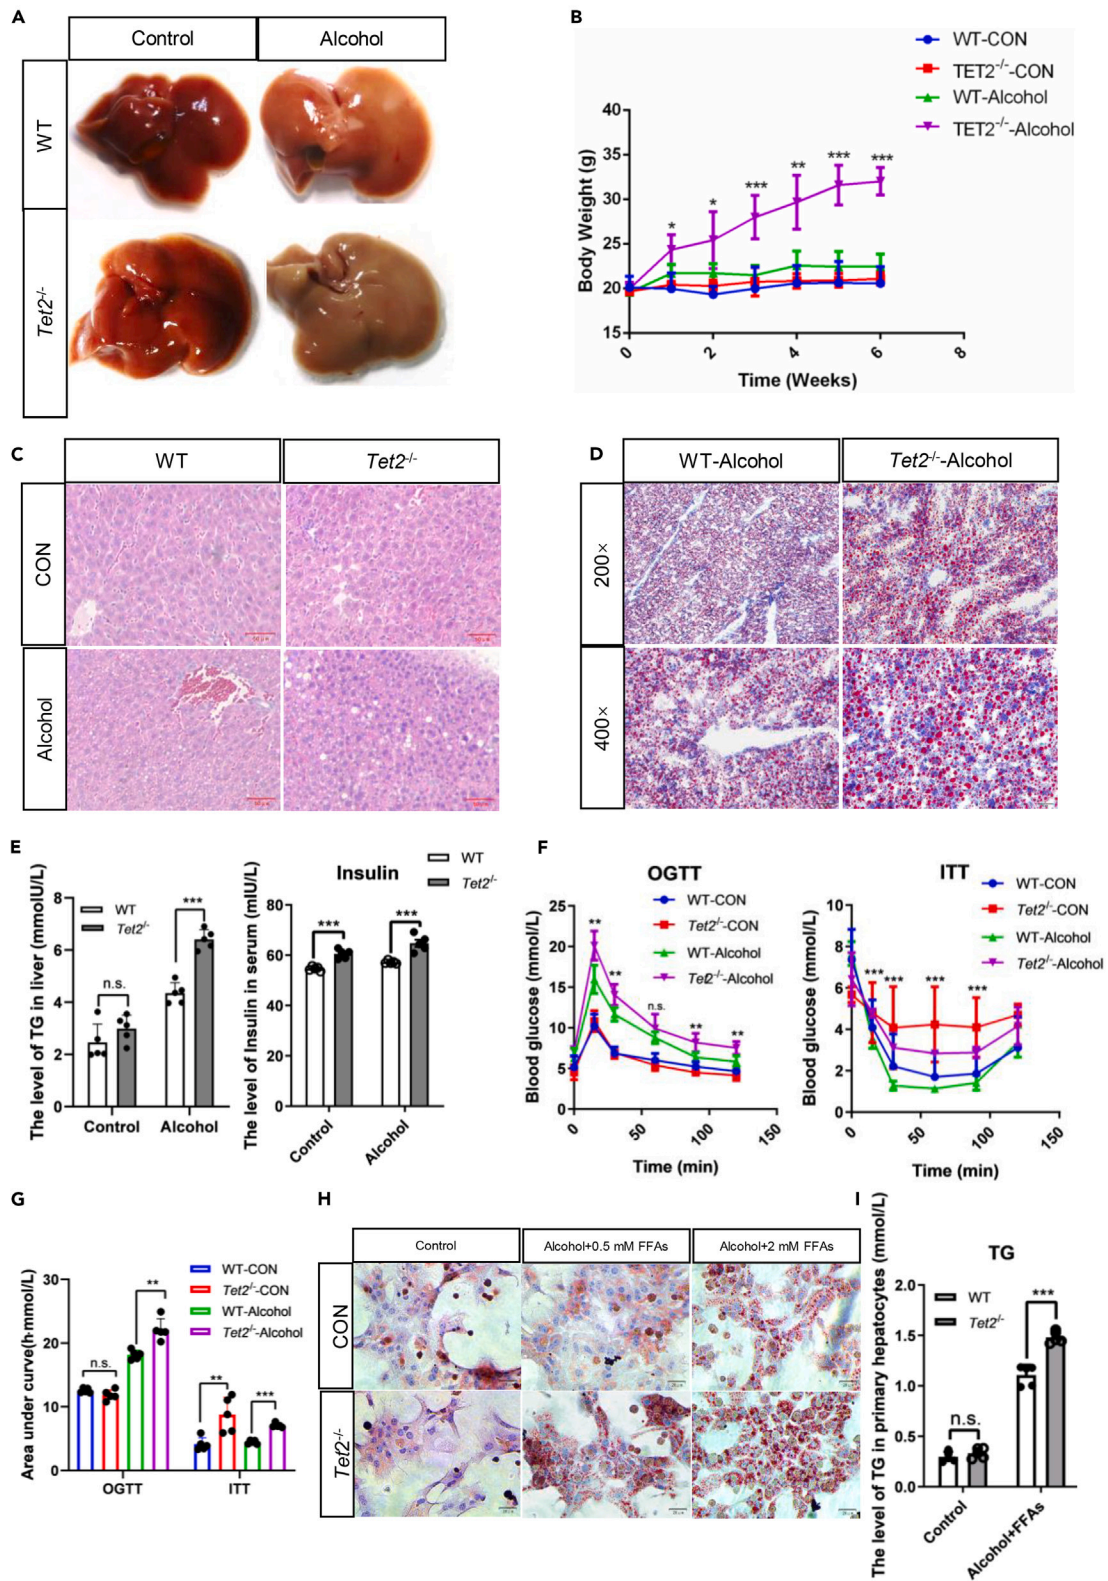 A
Control
Alcohol
WT
Tet2-/-
B
WT-CON
TET2-/--CON
WT-Alcohol
TET2-/--Alcohol
Body Weight (g)
40
35
30
25
20
15
* * *** ** *** ***
0 2 4 6 8
Time (Weeks)
C
WT
Tet2-/-
CON
Alcohol
D
WT-Alcohol
Tet2-/--Alcohol
200×
400×
E
The level of TG in liver (mmolU/L)
8
6
4
2
0
WT
Tet2-/-
n.s.
***
Control Alcohol
Insulin
WT
Tet2-/-
The level of insulin in serum (mIU/L)
80
60
40
20
0
*** ***
Control Alcohol
F
OGTT
WT-CON
Tet2-/--CON
WT-Alcohol
Tet2-/--Alcohol
Blood glucose (mmol/L)
25
20
15
10
5
0
** ** n.s. ** **
0 50 100 150
Time (min)
ITT
WT-CON
Tet2-/--CON
WT-Alcohol
Tet2-/--Alcohol
Blood glucose (mmol/L)
10
8
6
4
2
0
*** *** *** ***
0 50 100 150
Time (min)
G
WT-CON
Tet2-/--CON
WT-Alcohol
Tet2-/--Alcohol
Area under curve(h·mmol/L)
30
20
10
0
n.s. ** ** ***
OGTT ITT
H
Control
Alcohol+0.5 mM FFAs
Alcohol+2 mM FFAs
CON
Tet2-/-
I
TG
The level of TG in primary hepatocytes (mmol/L)
2.0
1.5
1.0
0.5
0.0
WT
Tet2-/-
n.s.
***
Control Alcohol+FFAs